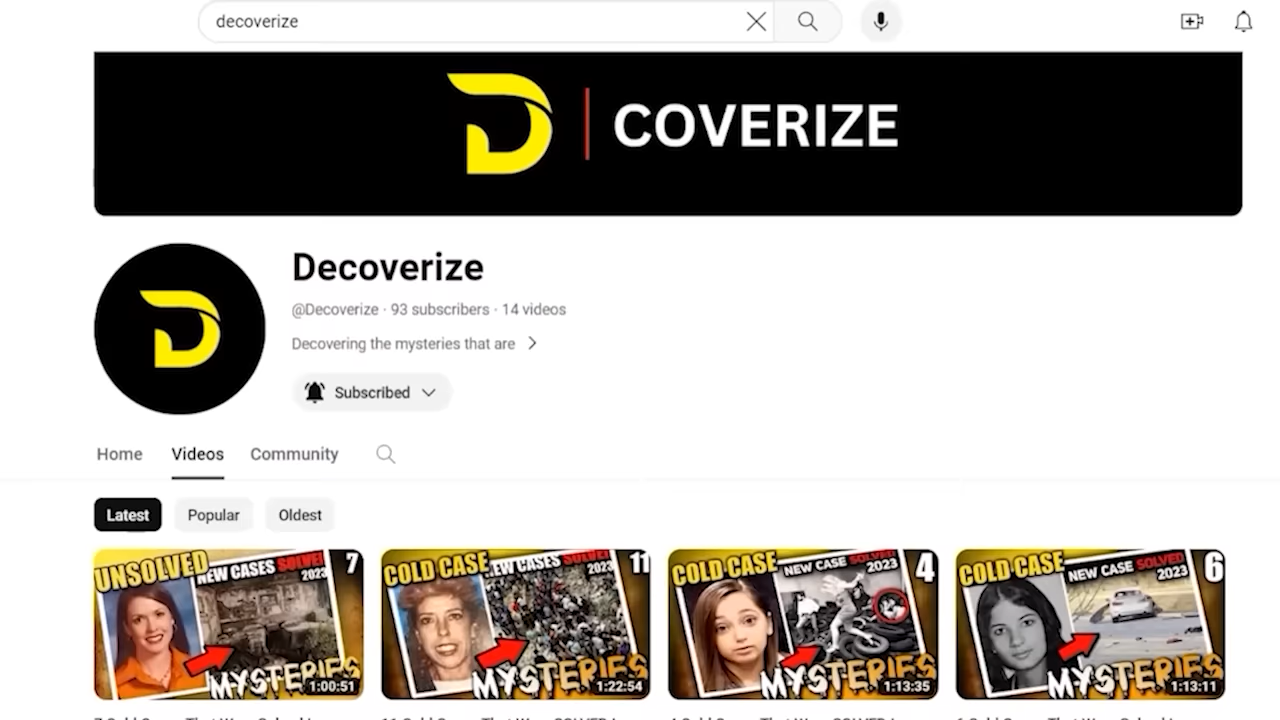 decoverize
D | COVERIZE
Decoverize
@Decoverize · 93 subscribers · 14 videos
Decovering the mysteries that are
Subscribed
Home Videos Community
Latest Popular Oldest
UNSOLVED NEW CASES SOLVED 2023 7
MYSTERIES
1:00:51
COLD CASE NEW CASES SOLVED 2023 11
MYSTERIES
1:22:54
COLD CASE NEW CASE SOLVED 2023 4
MYSTERIES
1:13:35
COLD CASE NEW CASE SOLVED 2023 6
MYSTERIES
1:13:11